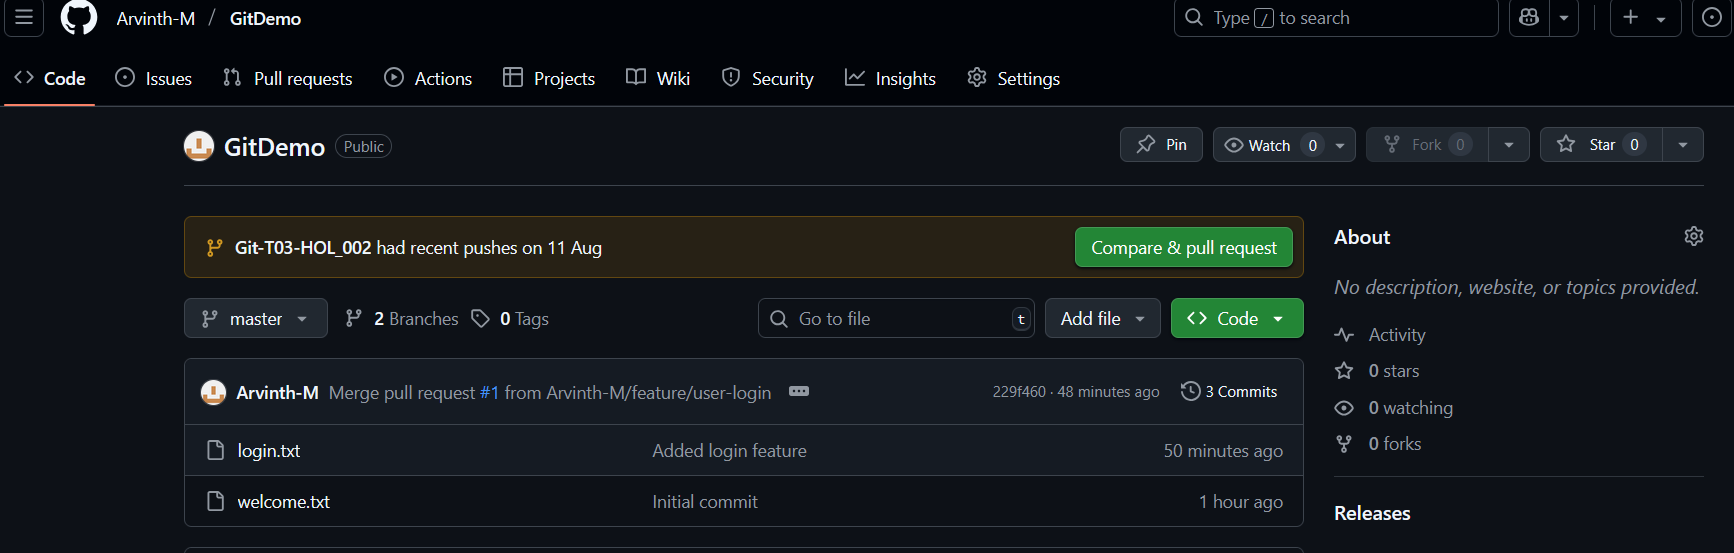 Arvinth-M / GitDemo Type / to search
Code Issues Pull requests Actions Projects Wiki Security Insights Settings
GitDemo Public Pin Watch 0 Fork 0 Star 0
Git-T03-HOL_002 had recent pushes on 11 Aug Compare & pull request
master 2 Branches 0 Tags Go to file t Add file Code
Arvinth-M Merge pull request #1 from Arvinth-M/feature/user-login 229f460 · 48 minutes ago 3 Commits
login.txt Added login feature 50 minutes ago
welcome.txt Initial commit 1 hour ago
About
No description, website, or topics provided.
Activity
0 stars
0 watching
0 forks
Releases